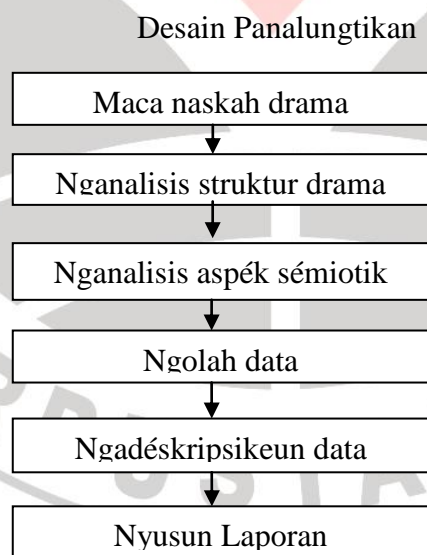 Desain Panalungtikan
Maca naskah drama
Nganalisis struktur drama
Nganalisis aspék sémiotik
Ngolah data
Ngadéskripsikeun data
Nyusun Laporan